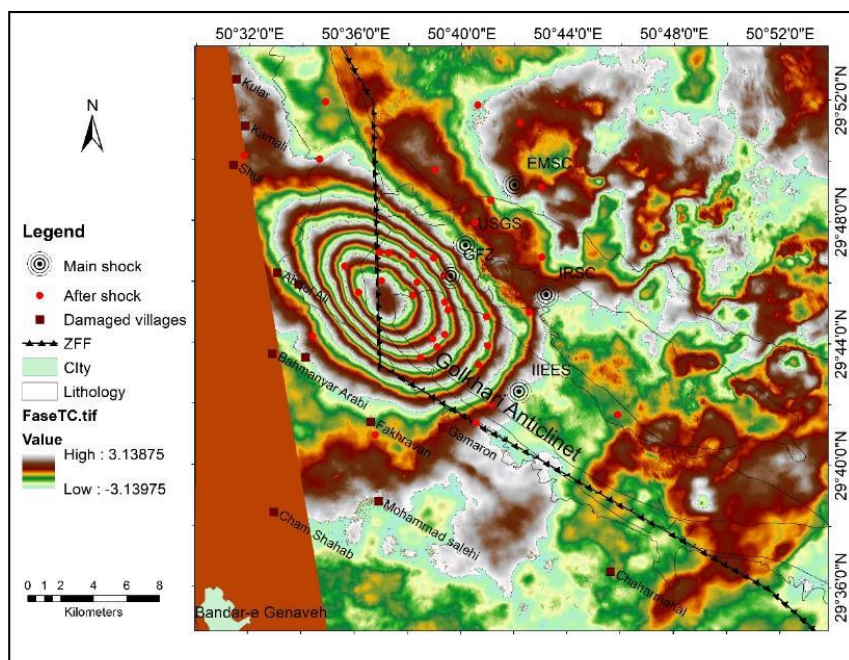 50°32'0"E 50°36'0"E 50°40'0"E 50°44'0"E 50°48'0"E 50°52'0"E
29°52'0"N
29°48'0"N
29°44'0"N
29°40'0"N
29°36'0"N
N
Legend
Main shock
After shock
Damaged villages
ZFF
CIty
Lithology
FaseTC.tif
Value
High : 3.13875
Low : -3.13975
0 2 4 6 8
Kilometers
Kular
Kamali
Shul
EMSC
USGS
GFZ
IRSC
IIEES
Bahmanyar Arabi
Golkhari Anticlinet
Fakhravari
Gamaron
Mohammad salehi
Cham Shahab
Chaharmahal
Bandar-e Genaveh